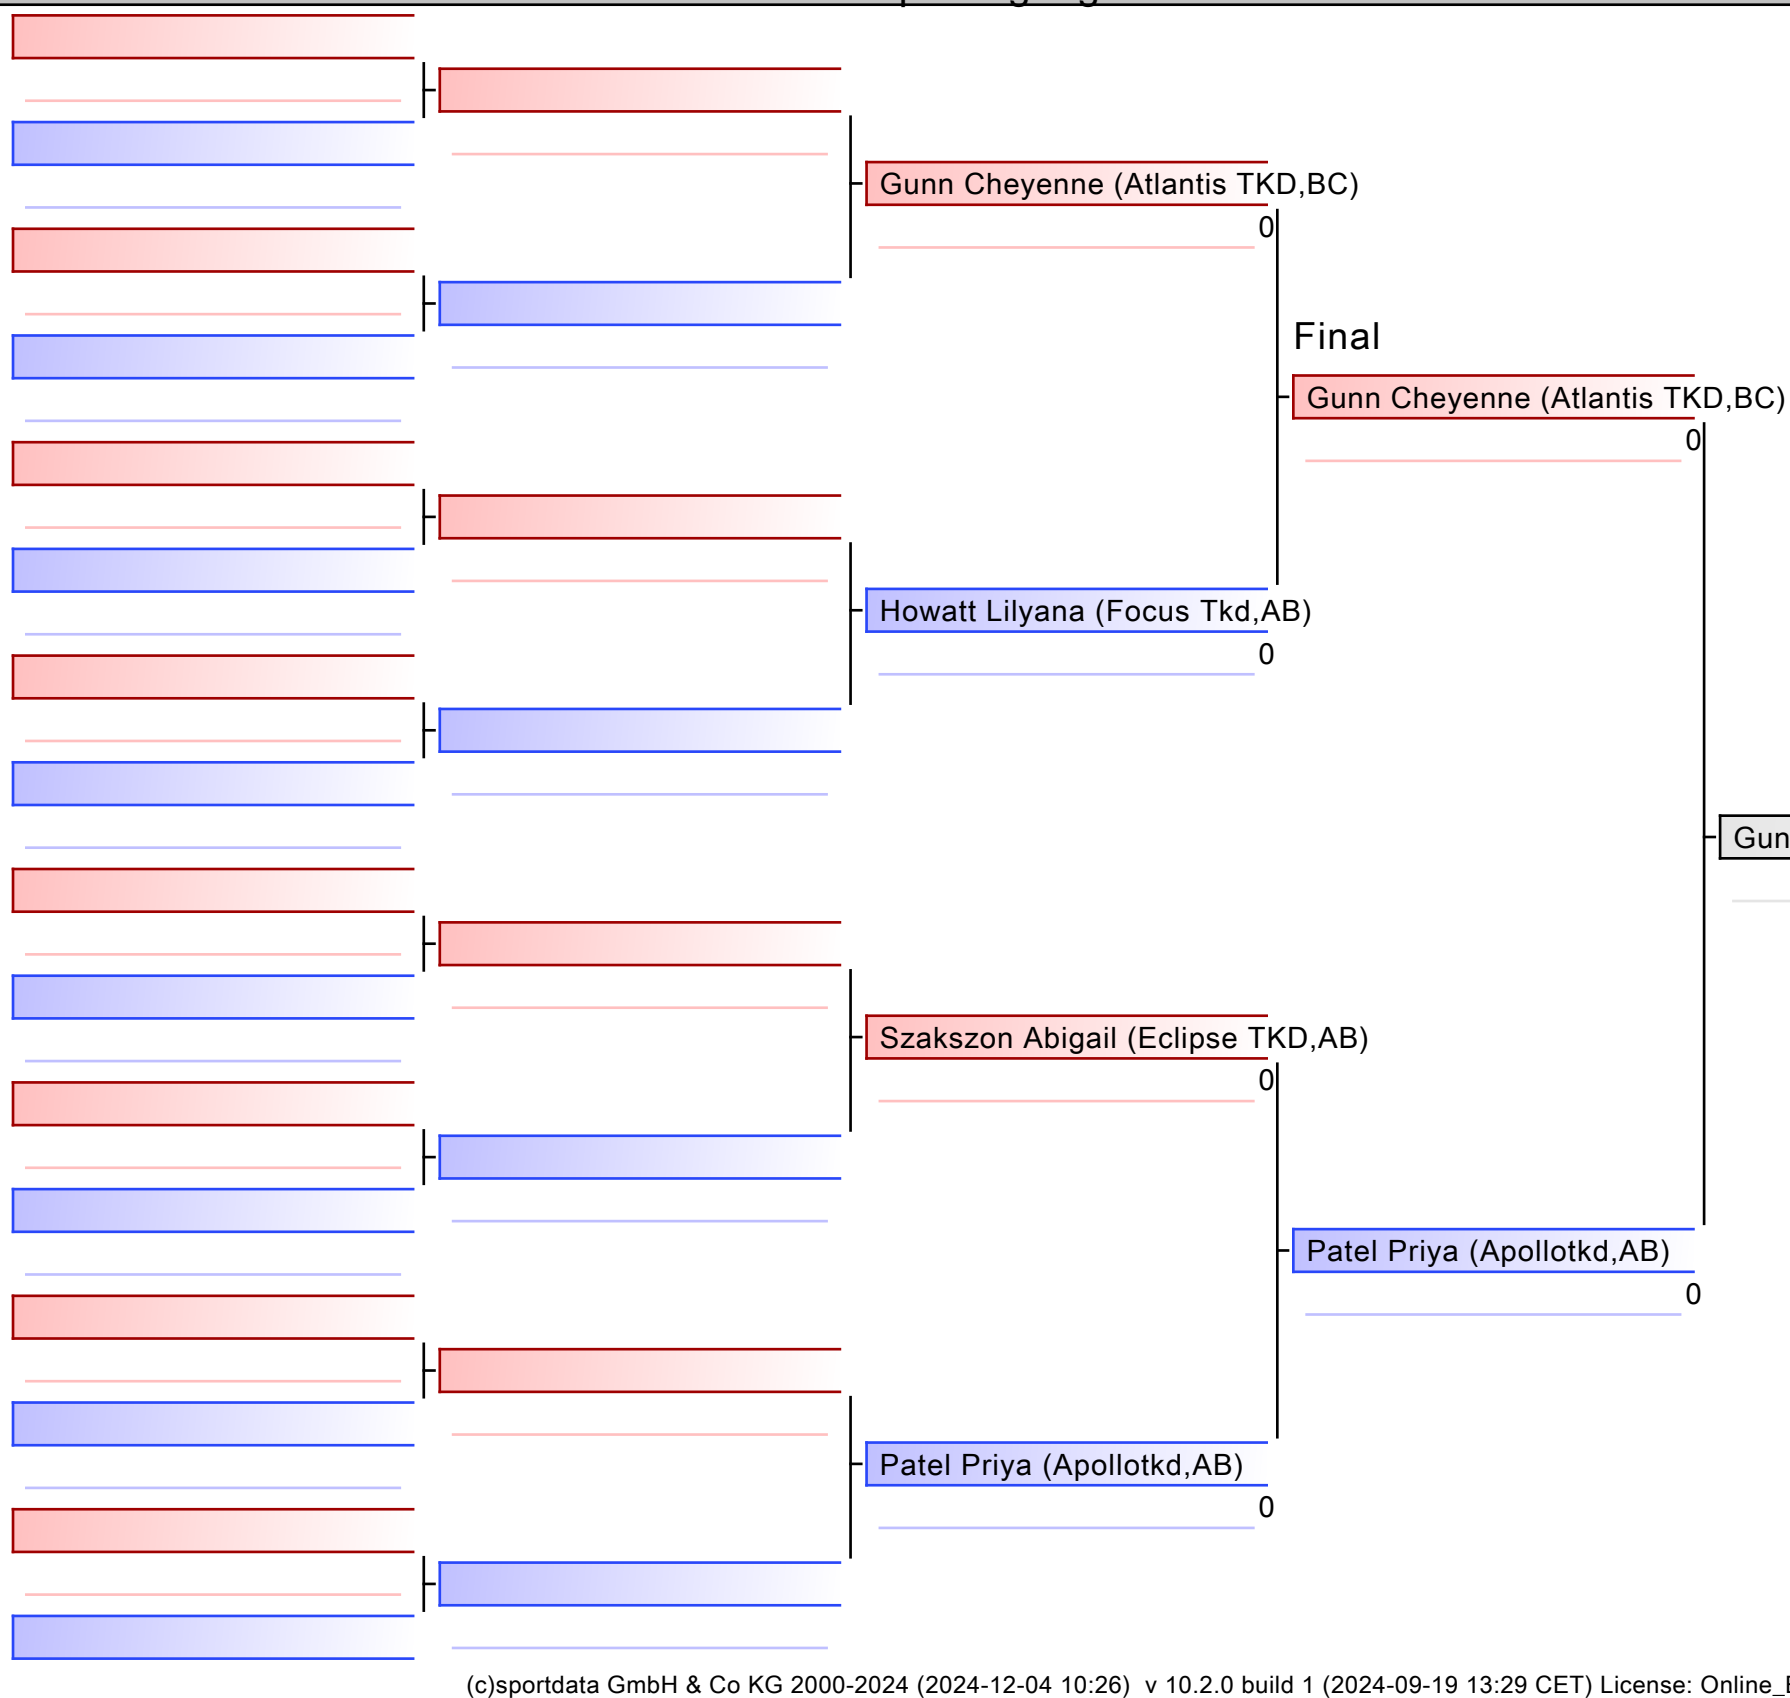 Gunn Cheyenne (Atlantis TKD,BC)
0
Final
Gunn Cheyenne (Atlantis TKD,BC)
0
Howatt Lilyana (Focus Tkd,AB)
0
Gun
Szakszon Abigail (Eclipse TKD,AB)
0
Patel Priya (Apollotkd,AB)
0
Patel Priya (Apollotkd,AB)
0
(c)sportdata GmbH & Co KG 2000-2024 (2024-12-04 10:26) v 10.2.0 build 1 (2024-09-19 13:29 CET) License: Online_